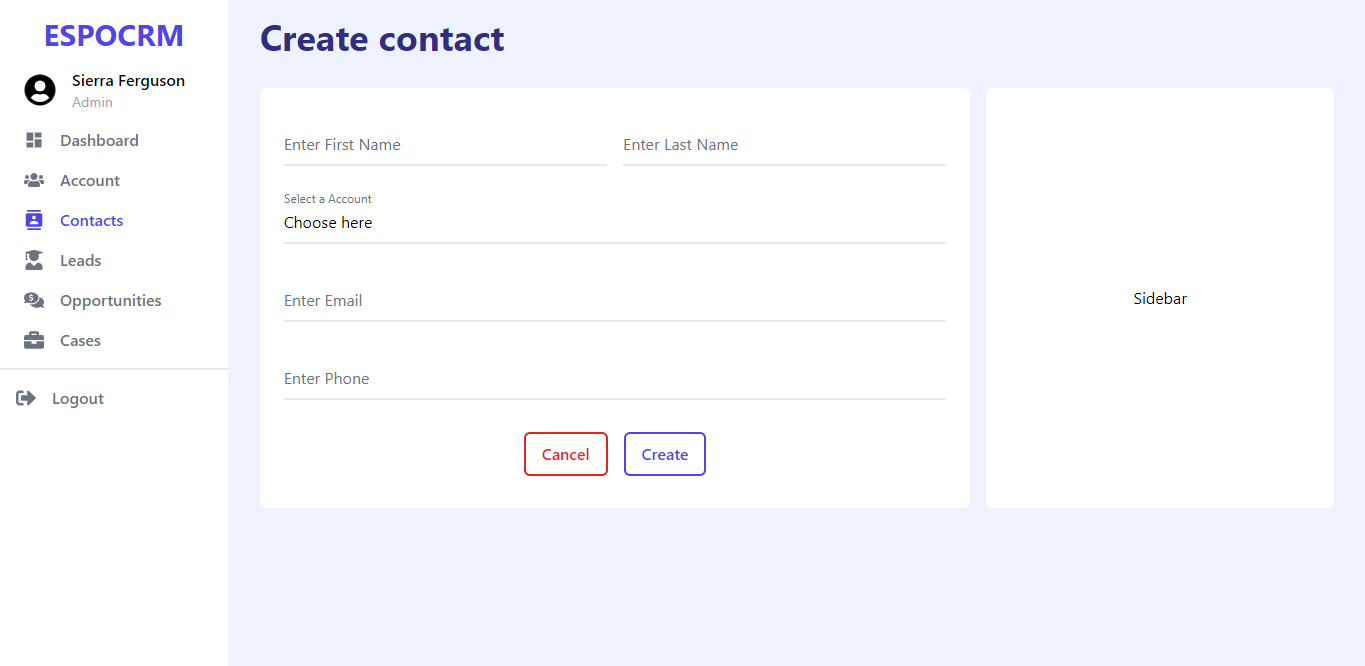 ESPOCRM
Sierra Ferguson
Admin
Dashboard
Account
Contacts
Leads
Opportunities
Cases
Logout
Create contact
Enter First Name
Enter Last Name
Select a Account
Choose here
Enter Email
Enter Phone
Cancel
Create
Sidebar